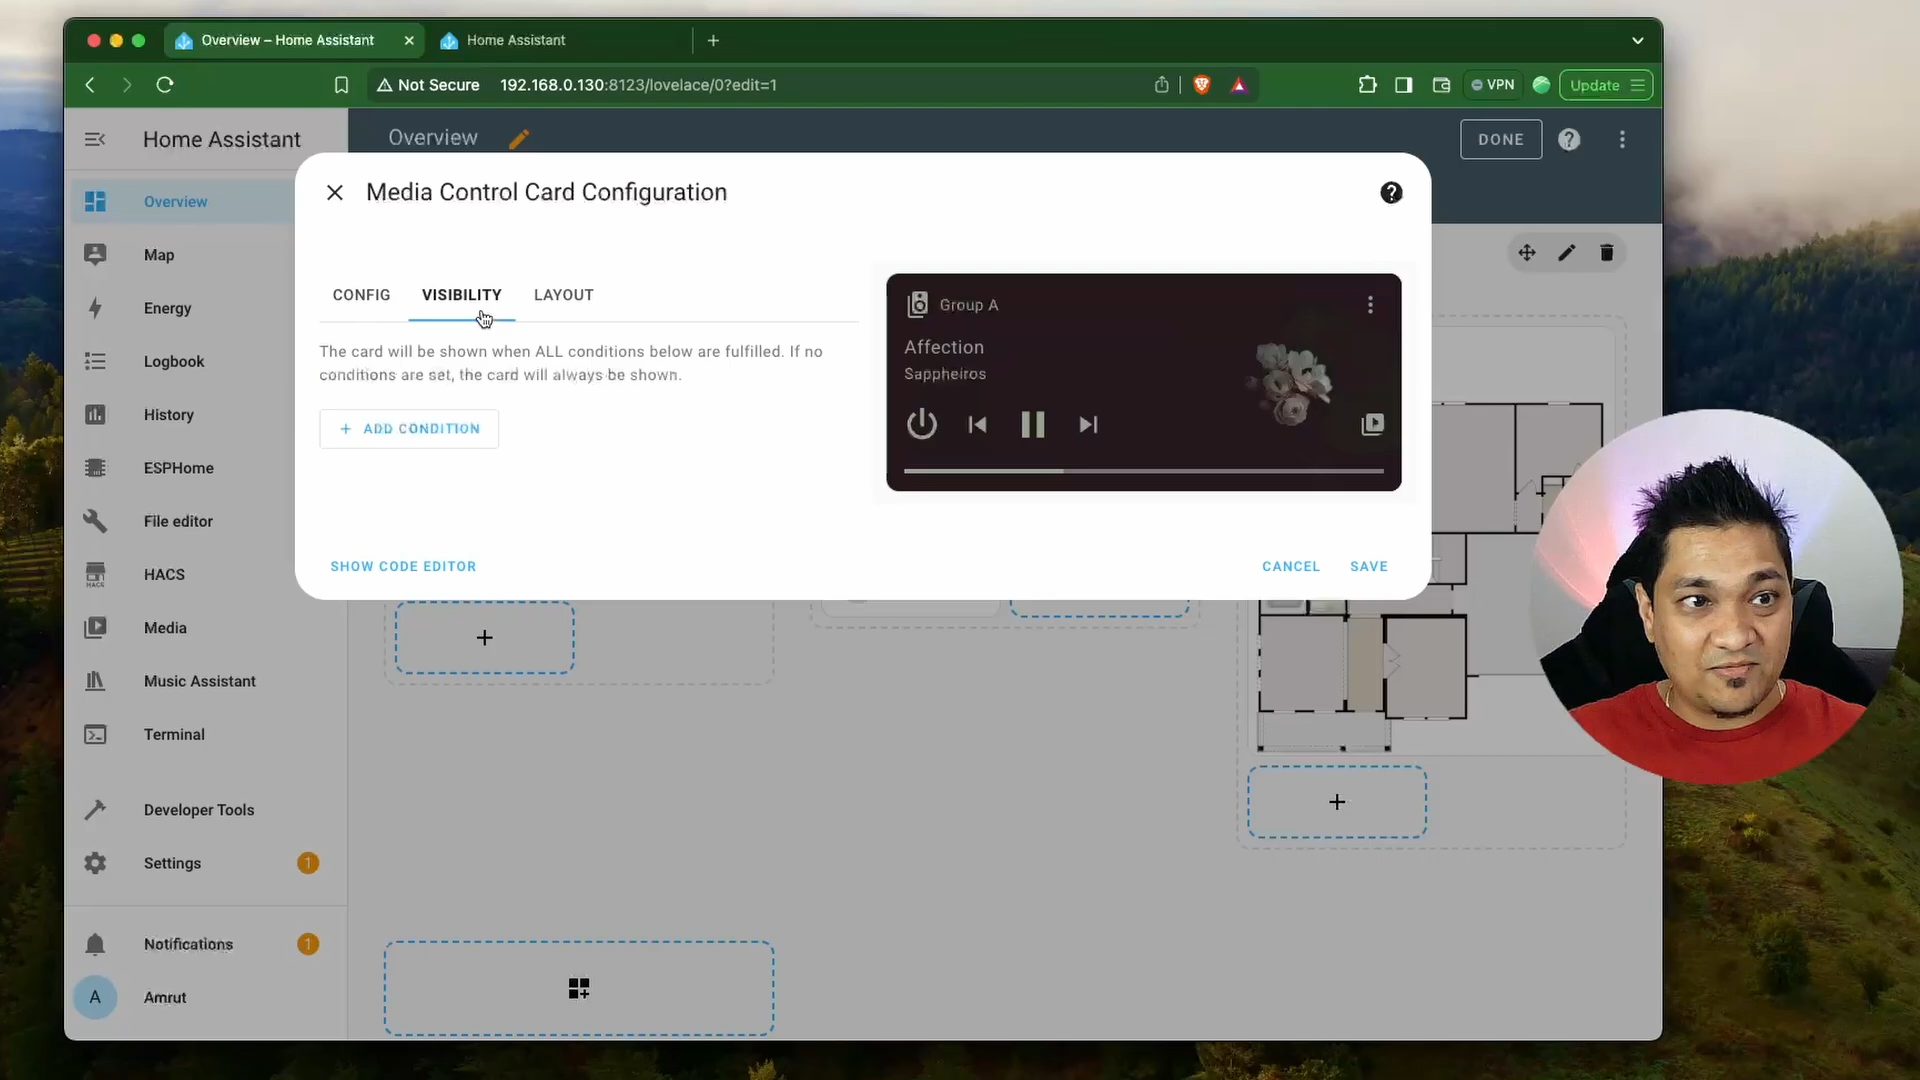 Overview – Home Assistant
Home Assistant
Not Secure 192.168.0.130:8123/lovelace/0?edit=1
VPN
Update
Home Assistant
Overview
DONE
Overview
Map
Energy
Logbook
History
ESPHome
File editor
HACS
HACS
Media
Music Assistant
Terminal
Developer Tools
Settings 1
Notifications 1
A Amrut
Media Control Card Configuration
CONFIG VISIBILITY LAYOUT
The card will be shown when ALL conditions below are fulfilled. If no
conditions are set, the card will always be shown.
+ ADD CONDITION
Group A
Affection
Sappheiros
SHOW CODE EDITOR
CANCEL SAVE